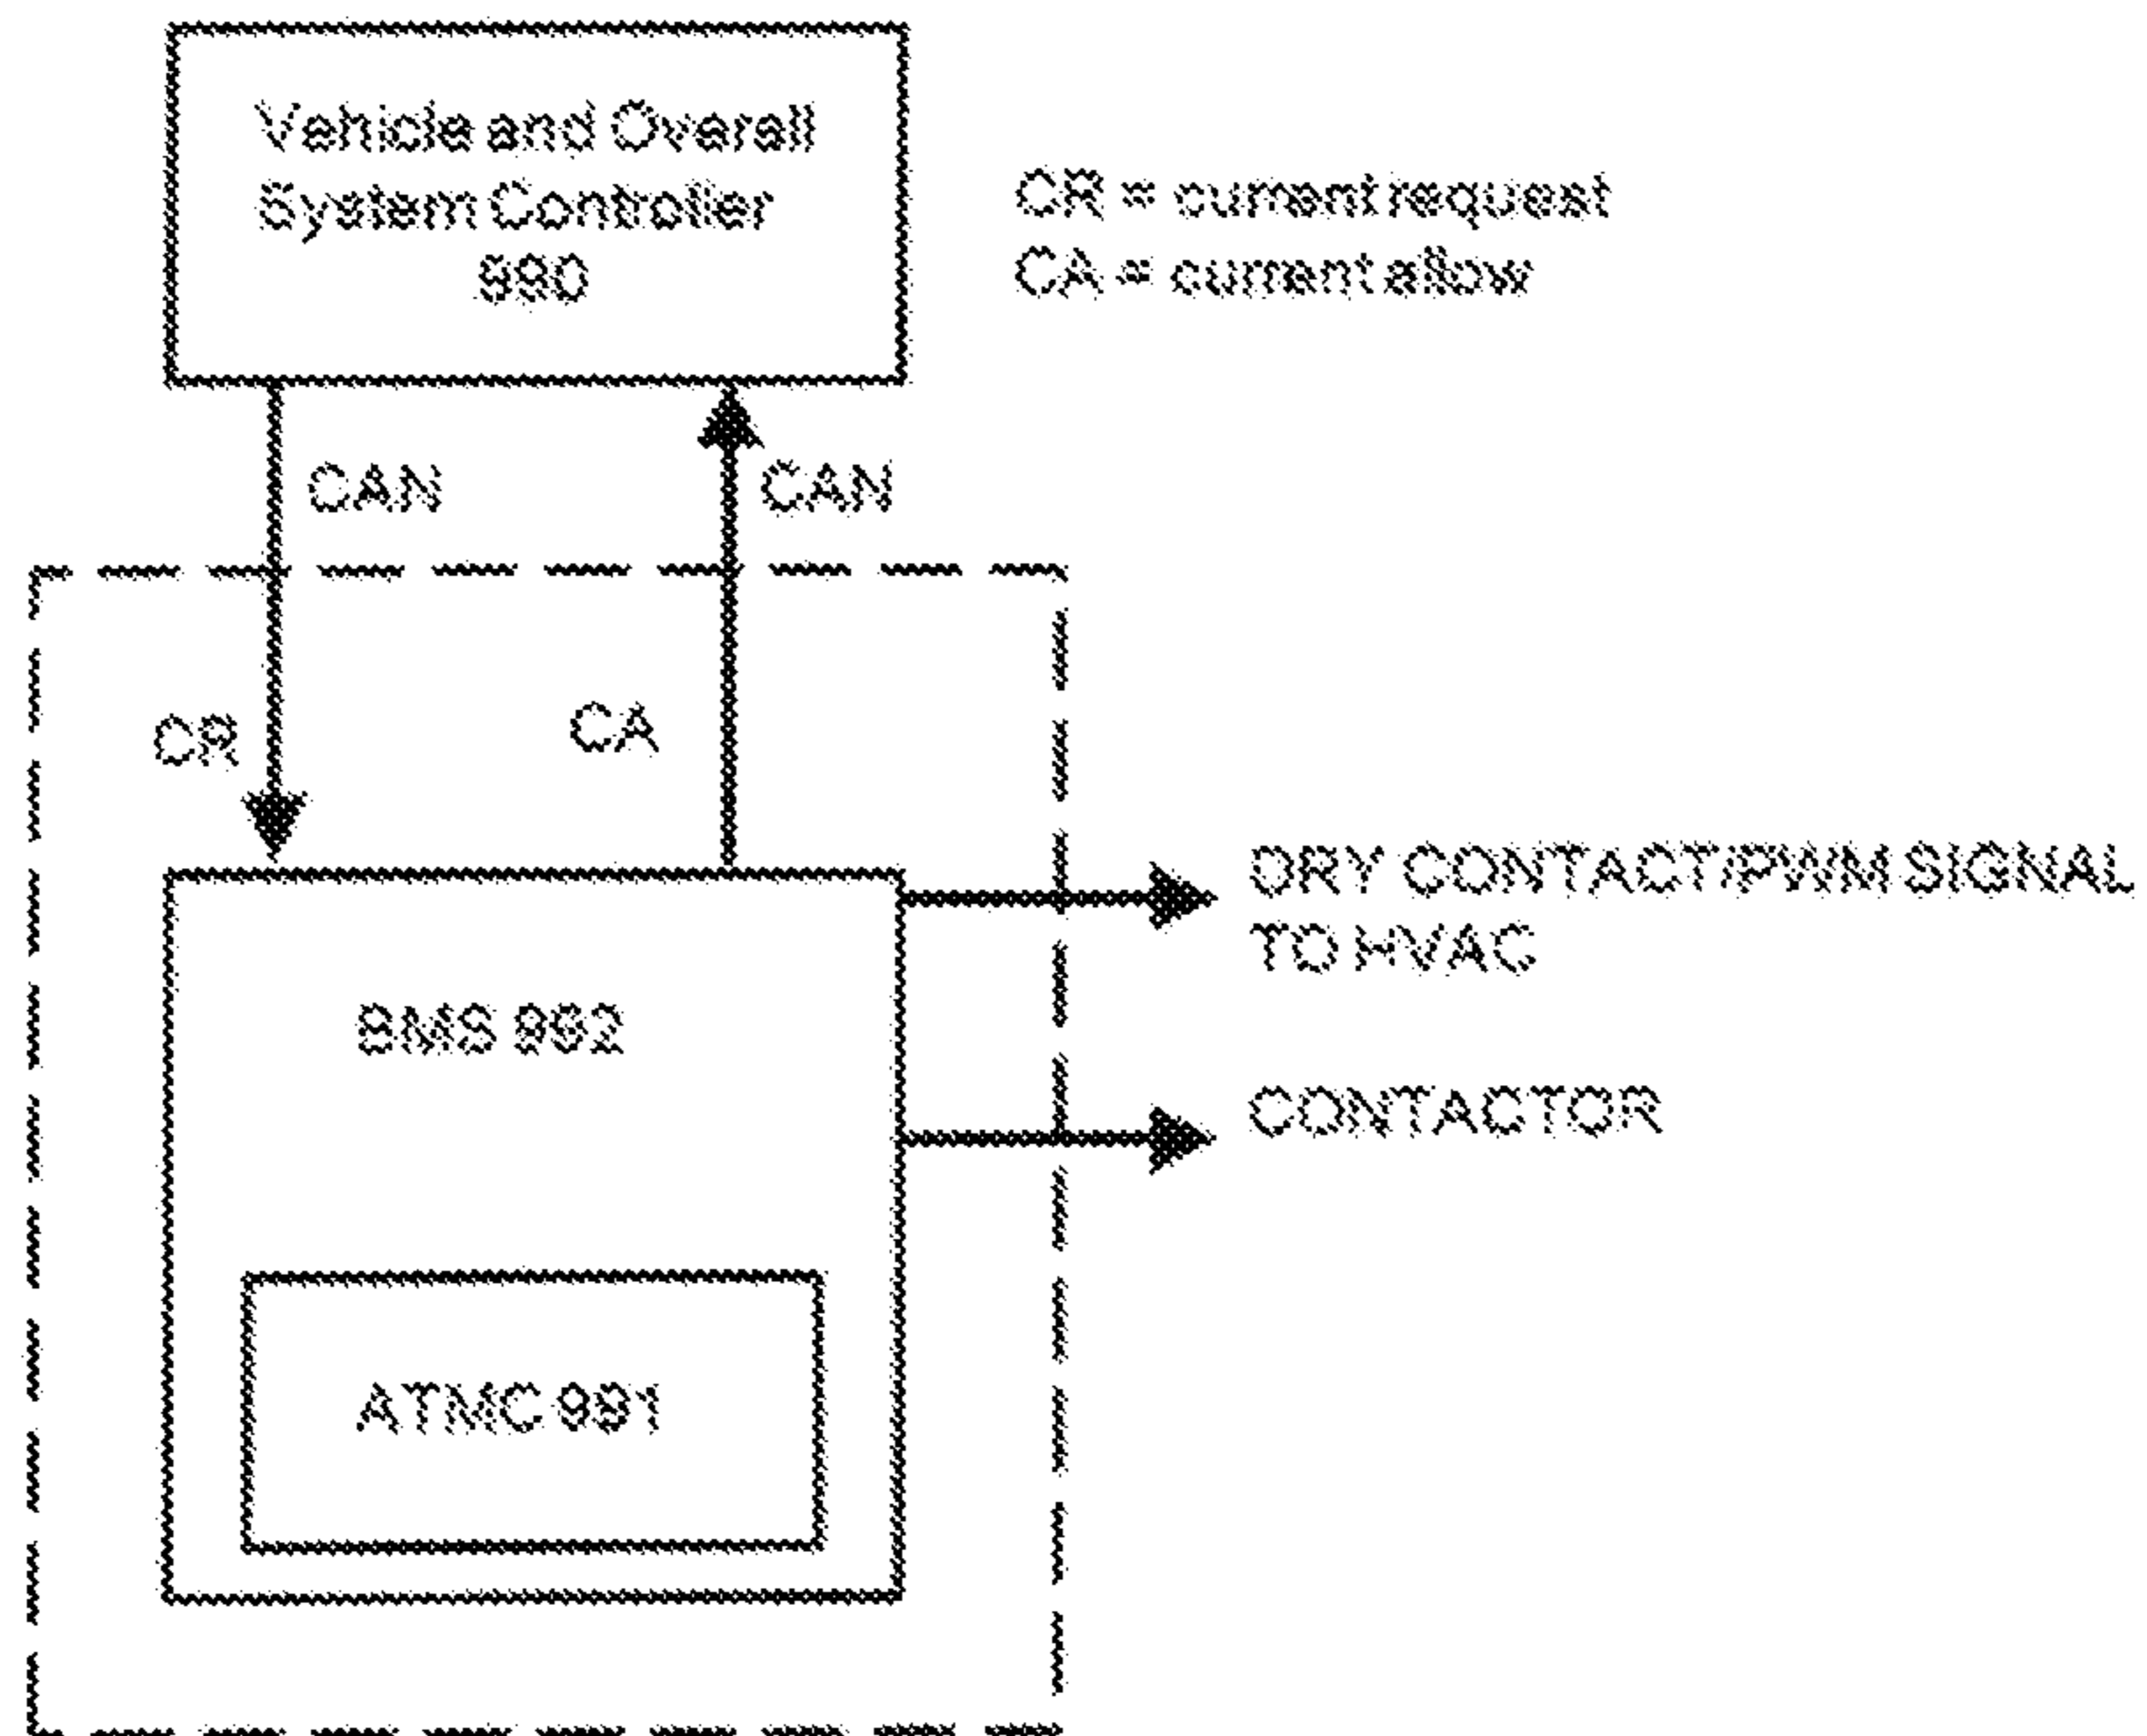 Vehicle and Overall
System Controller
990
CR = current request
CA = current allow
CAN
CAN
CR
CA
DRY CONTACT/PWM SIGNAL
TO HVAC
BMS 962
CONTACTOR
ATMC 991